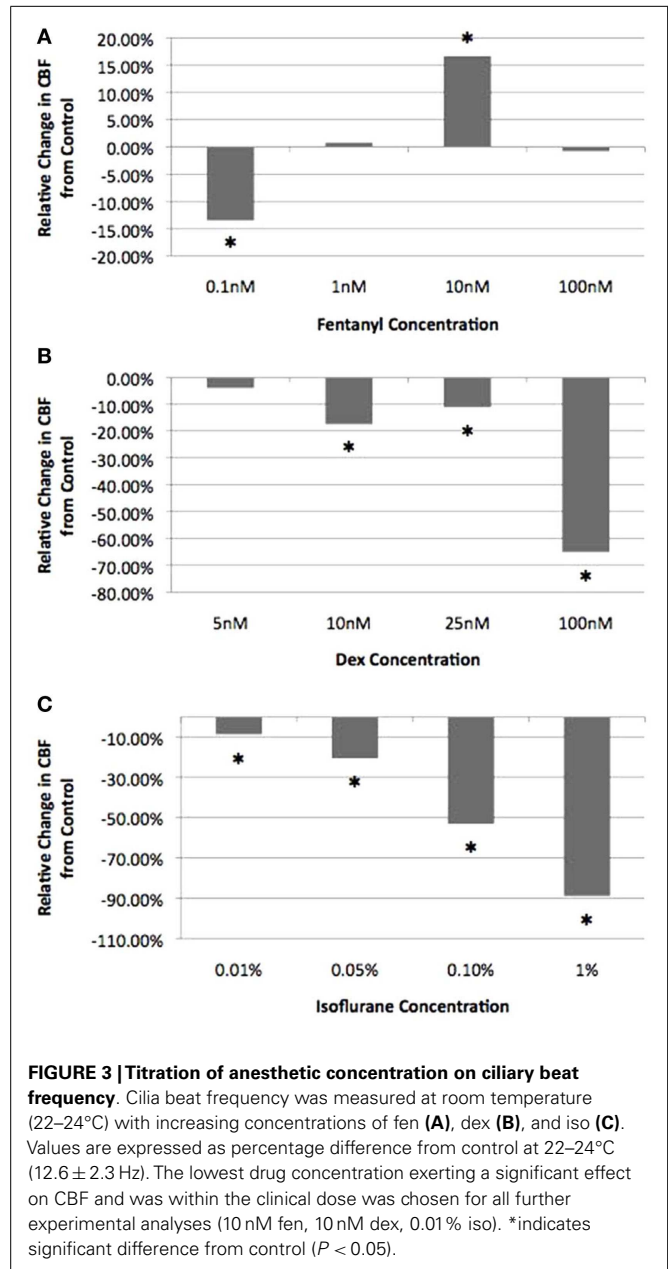 A
20.00%
15.00%
10.00%
5.00%
0.00%
-5.00%
-10.00%
-15.00%
-20.00%
Relative Change in CBF
from Control
*
*
0.1nM 1nM 10nM 100nM
Fentanyl Concentration
B
0.00%
-10.00%
-20.00%
-30.00%
-40.00%
-50.00%
-60.00%
-70.00%
-80.00%
Relative Change in CBF
from Control
*
*
*
5nM 10nM 25nM 100nM
Dex Concentration
C
-10.00%
-30.00%
-50.00%
-70.00%
-90.00%
-110.00%
Relative Change in CBF
from Control
*
*
*
*
0.01% 0.05% 0.10% 1%
Isoflurane Concentration
FIGURE 3 | Titration of anesthetic concentration on ciliary beat
frequency. Cilia beat frequency was measured at room temperature
(22–24°C) with increasing concentrations of fen (A), dex (B), and iso (C).
Values are expressed as percentage difference from control at 22–24°C
(12.6 ± 2.3 Hz). The lowest drug concentration exerting a significant effect
on CBF and was within the clinical dose was chosen for all further
experimental analyses (10 nM fen, 10 nM dex, 0.01% iso). *indicates
significant difference from control (P < 0.05).